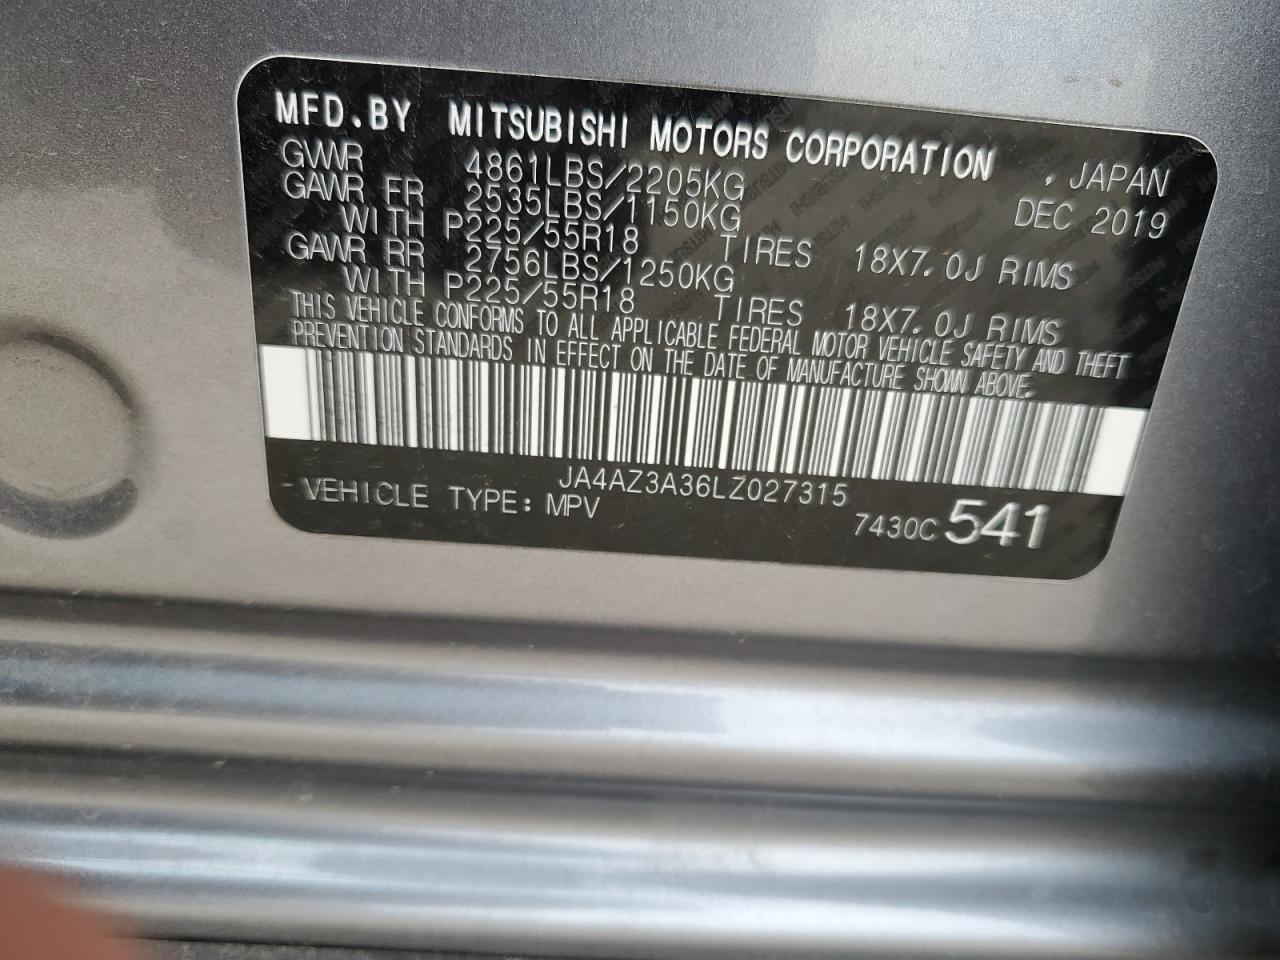 MFD.BY MITSUBISHI MOTORS CORPORATION , JAPAN
GVWR 4861LBS/2205KG DEC 2019
GAWR FR 2535LBS/1150KG
WITH P225/55R18 TIRES 18X7.0J RIMS
GAWR RR 2756LBS/1250KG
WITH P225/55R18 TIRES 18X7.0J RIMS
THIS VEHICLE CONFORMS TO ALL APPLICABLE FEDERAL MOTOR VEHICLE SAFETY AND THEFT
PREVENTION STANDARDS IN EFFECT ON THE DATE OF MANUFACTURE SHOWN ABOVE.
JA4AZ3A36LZ027315
VEHICLE TYPE: MPV
7430C 541